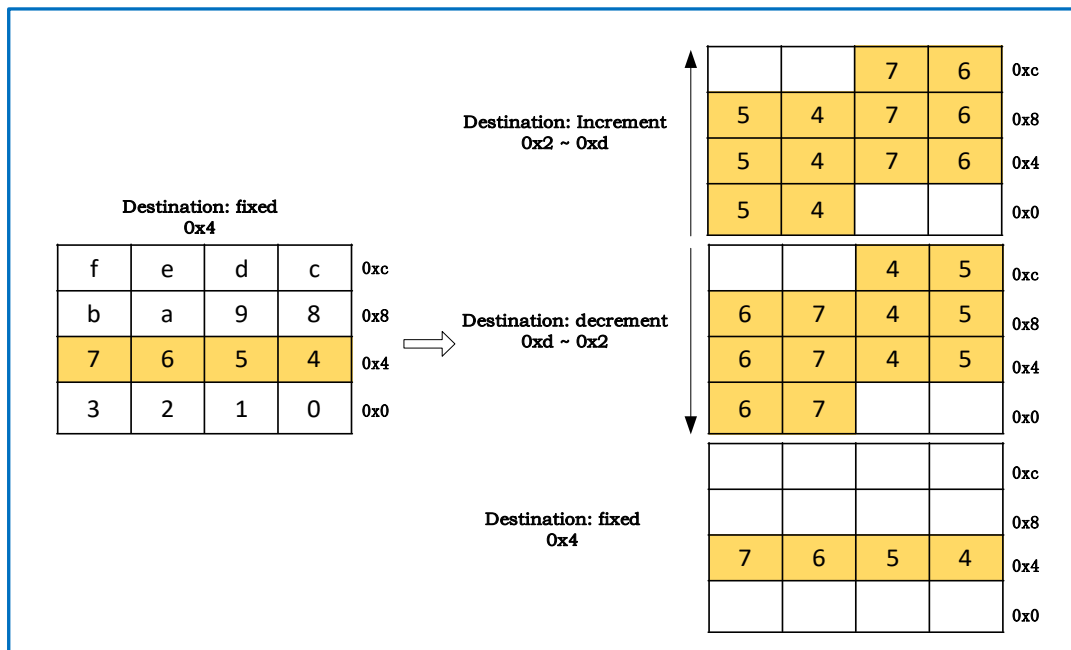 Destination: fixed
0x4
f e d c 0xc
b a 9 8 0x8
7 6 5 4 0x4
3 2 1 0 0x0
Destination: Increment
0x2 ~ 0xd
7 6 0xc
5 4 7 6 0x8
5 4 7 6 0x4
5 4 0x0
Destination: decrement
0xd ~ 0x2
4 5 0xc
6 7 4 5 0x8
6 7 4 5 0x4
6 7 0x0
Destination: fixed
0x4
0xc
0x8
7 6 5 4 0x4
0x0